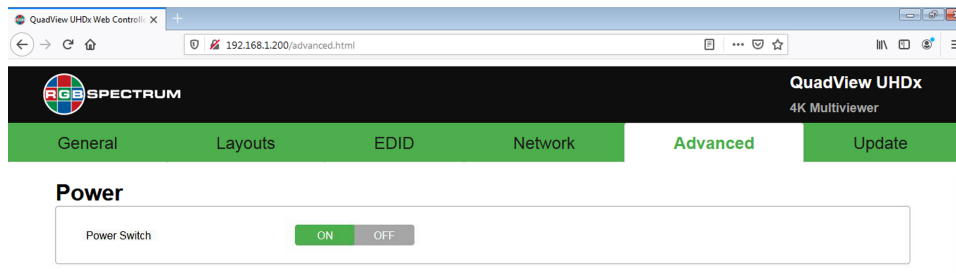 QuadView UHDx Web Controlle
192.168.1.200/advanced.html
RGB SPECTRUM
QuadView UHDx
4K Multiviewer
General Layouts EDID Network Advanced Update
Power
Power Switch ON OFF